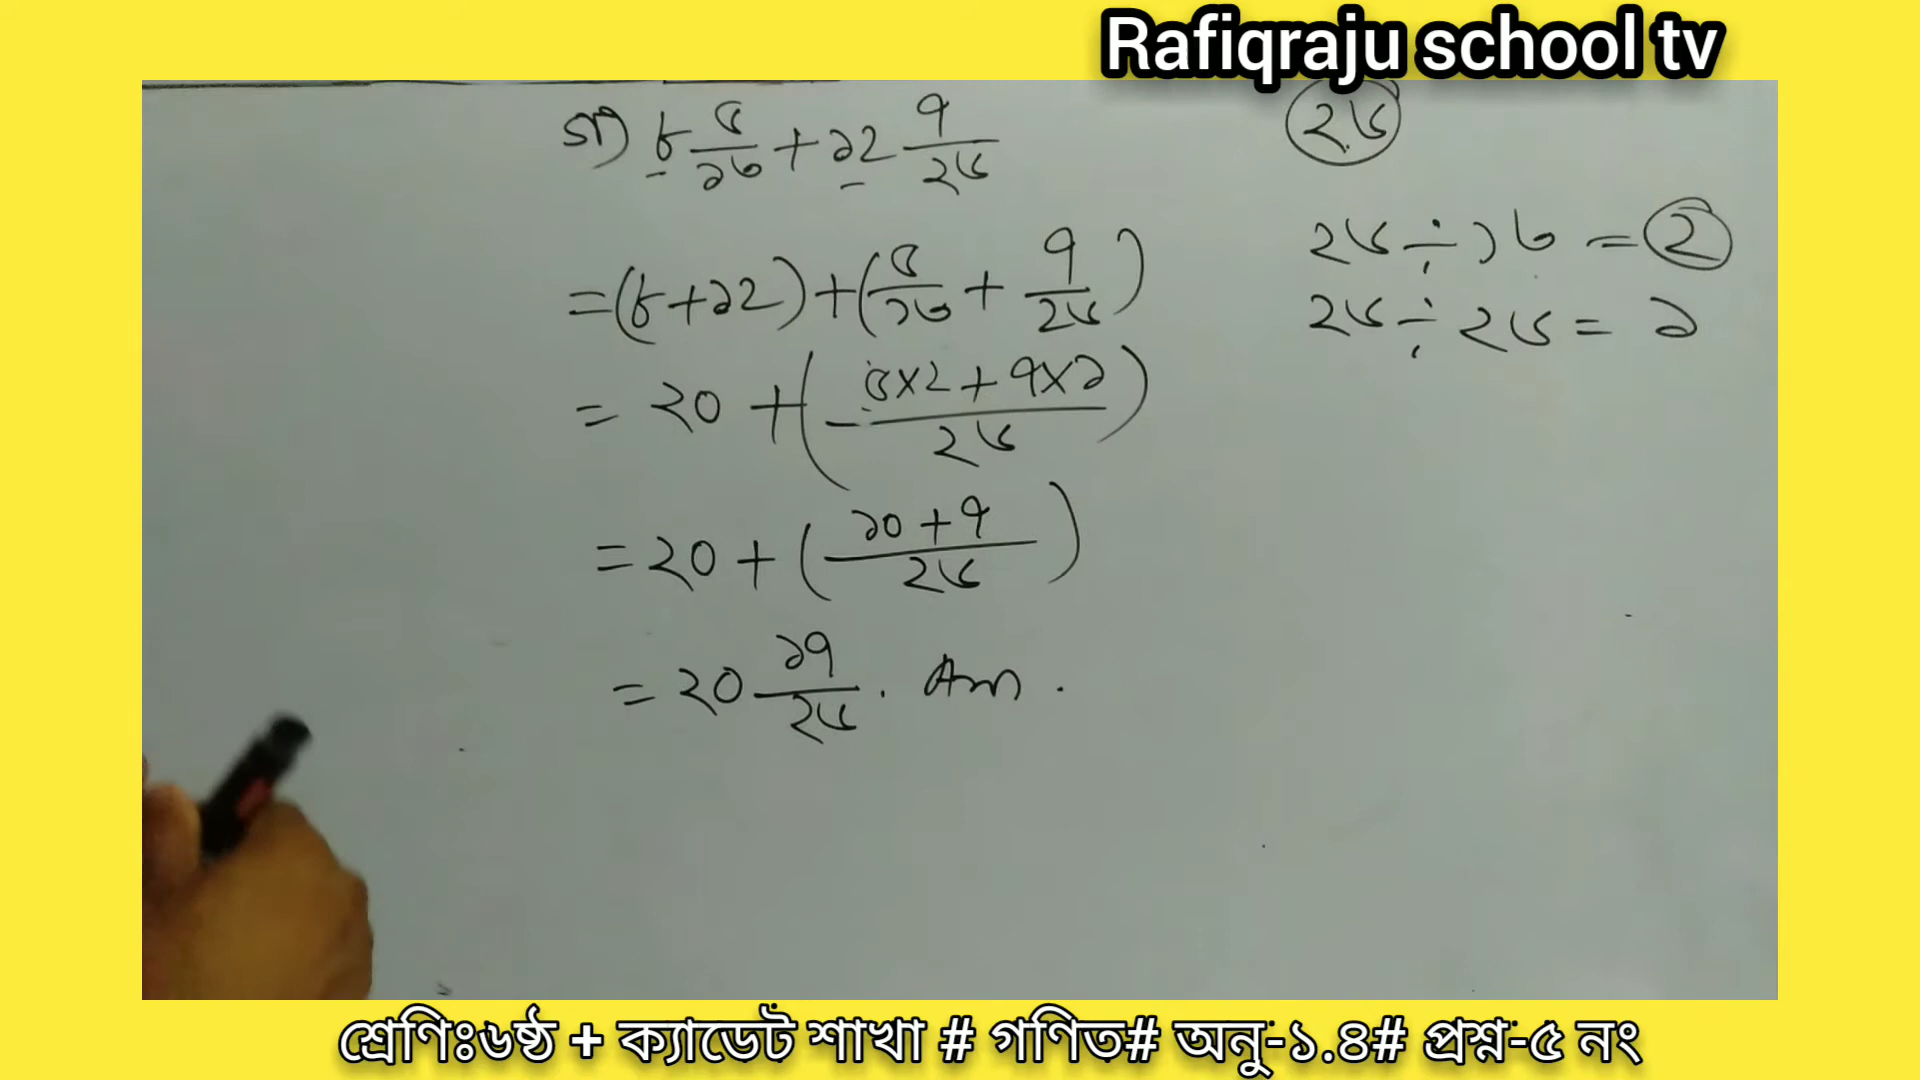 Rafiqraju school tv
গ) ৮ ৫/১৩ + ১২ ৭/২৬
= (৮+১২) + (৫/১৩ + ৭/২৬)
= ২০ + (৫×২ + ৭×১ / ২৬)
= ২০ + (১০ + ৭ / ২৬)
= ২০ ১৭/২৬ . Ans .
২৬
২৬ ÷ ১৩ = ২
২৬ ÷ ২৬ = ১
শ্রেণিঃ৬ষ্ঠ + ক্যাডেট শাখা # গণিত# অনু-১.৪# প্রশ্ন-৫ নং